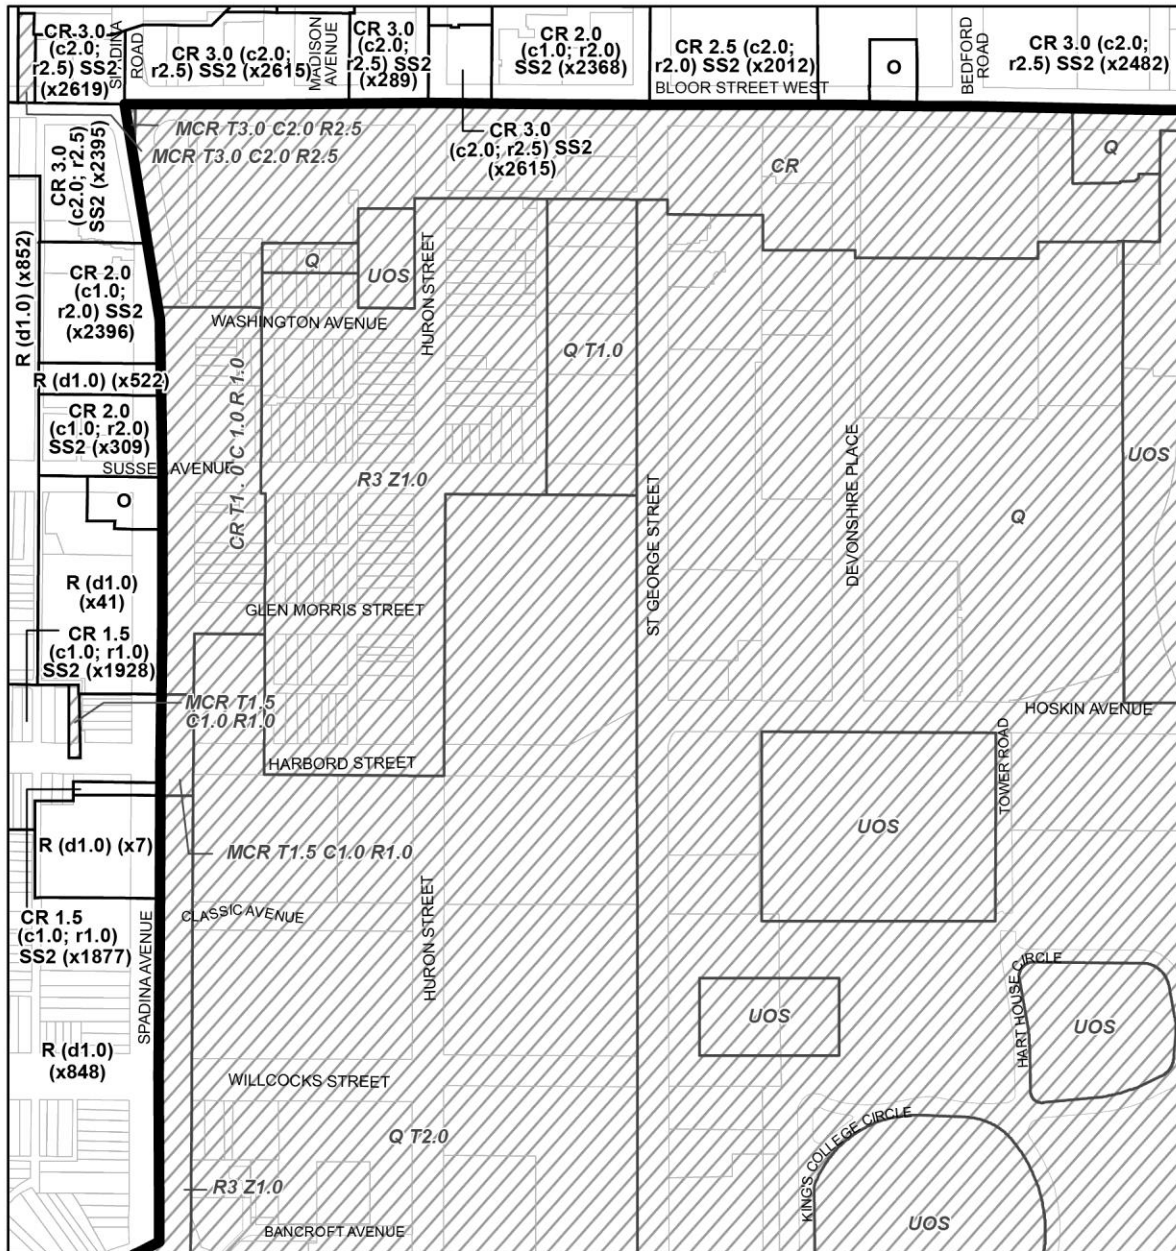 CR 3.0
(c2.0;
r2.5) SS2
(x2619)
SPADINA
ROAD
CR 3.0 (c2.0;
r2.5) SS2 (x2615)
MADISON
AVENUE
CR 3.0
(c2.0;
r2.5) SS2
(x289)
CR 2.0
(c1.0; r2.0)
SS2 (x2368)
CR 2.5 (c2.0;
r2.0) SS2 (x2012)
O
BEDFORD
ROAD
CR 3.0 (c2.0;
r2.5) SS2 (x2482)
BLOOR STREET WEST
MCR T3.0 C2.0 R2.5
MCR T3.0 C2.0 R2.5
CR 3.0
(c2.0; r2.5) SS2
(x2615)
CR
Q
CR 3.0
(c2.0; r2.5)
SS2 (x2395)
R (d1.0) (x852)
CR 2.0
(c1.0;
r2.0) SS2
(x2396)
Q
UOS
HURON STREET
WASHINGTON AVENUE
Q T1.0
R (d1.0) (x522)
CR 2.0
(c1.0; r2.0)
SS2 (x309)
SUSSEX AVENUE
CR T1.0 C1.0 R1.0
R3 Z1.0
ST GEORGE STREET
DEVONSHIRE PLACE
UOS
Q
O
R (d1.0)
(x41)
GLEN MORRIS STREET
CR 1.5
(c1.0; r1.0)
SS2 (x1928)
MCR T1.5
C1.0 R1.0
HOSKIN AVENUE
HARBORD STREET
TOWER ROAD
UOS
R (d1.0) (x7)
MCR T1.5 C1.0 R1.0
CLASSIC AVENUE
HURON STREET
CR 1.5
(c1.0; r1.0)
SS2 (x1877)
SPADINA AVENUE
HART HOUSE CIRCLE
UOS
UOS
R (d1.0)
(x848)
WILLCOCKS STREET
KING'S COLLEGE CIRCLE
Q T2.0
R3 Z1.0
BANCROFT AVENUE
UOS